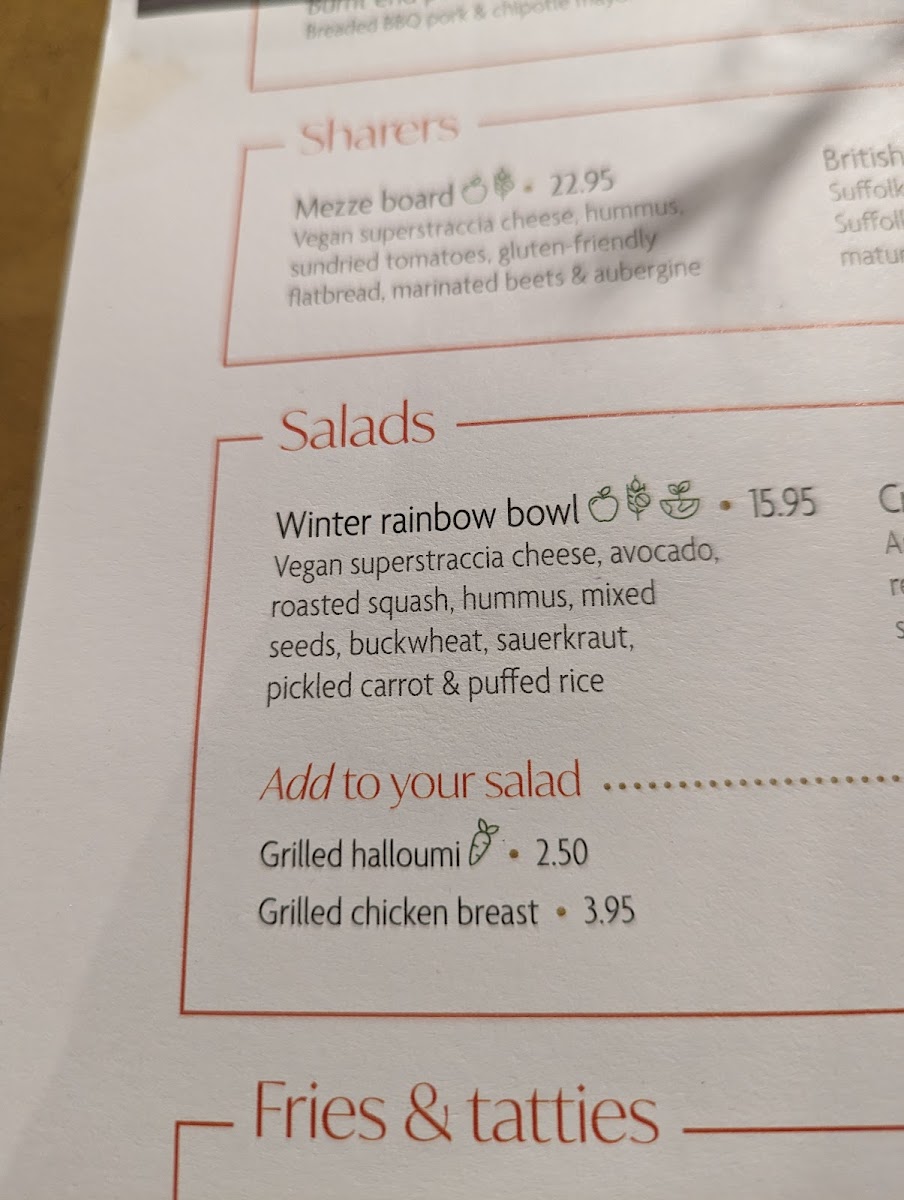 Breaded BBQ pork & chipotle
Sharers
Mezze board • 22.95
Vegan superstraccia cheese, hummus,
sundried tomatoes, gluten-friendly
flatbread, marinated beets & aubergine
British
Suffolk
matur
Salads
Winter rainbow bowl • 15.95
Vegan superstraccia cheese, avocado,
roasted squash, hummus, mixed
seeds, buckwheat, sauerkraut,
pickled carrot & puffed rice
Add to your salad
Grilled halloumi • 2.50
Grilled chicken breast • 3.95
Fries & tatties